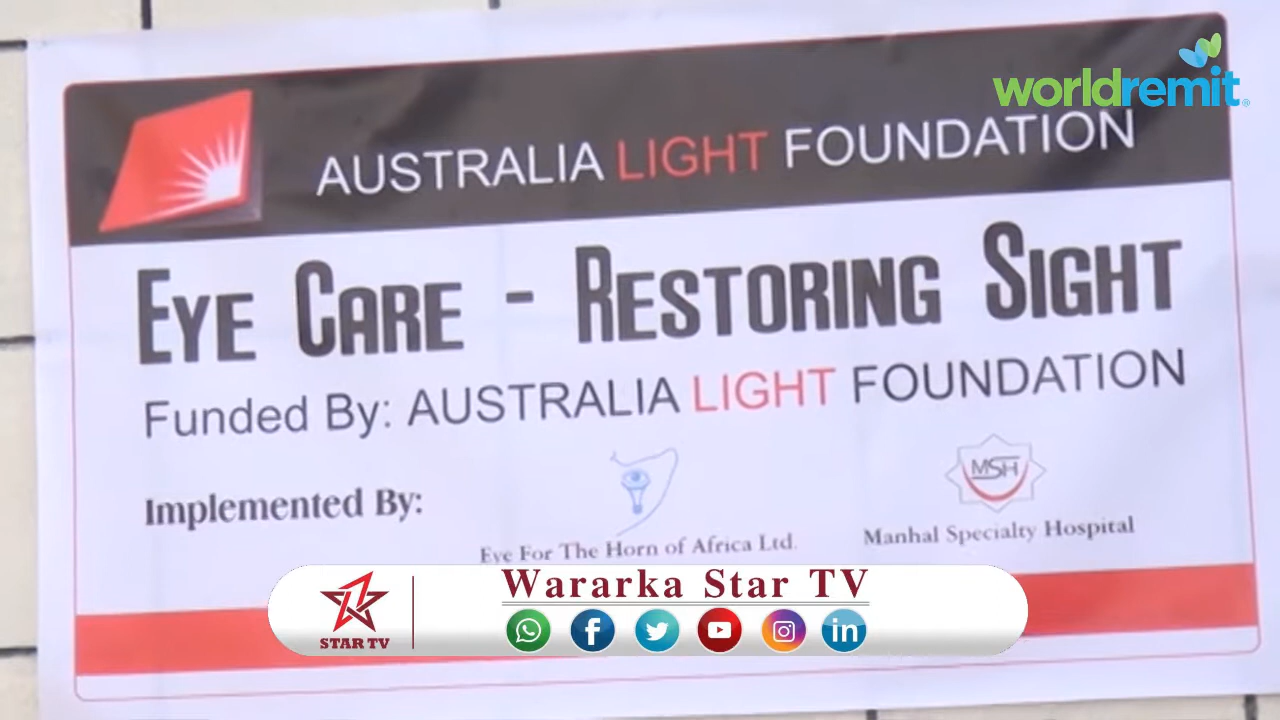 worldremit
AUSTRALIA LIGHT FOUNDATION
EYE CARE - RESTORING SIGHT
Funded By: AUSTRALIA LIGHT FOUNDATION
Implemented By:
MSH
Eye For The Horn of Africa Ltd.
Manhal Specialty Hospital
Wararka Star TV
STAR TV